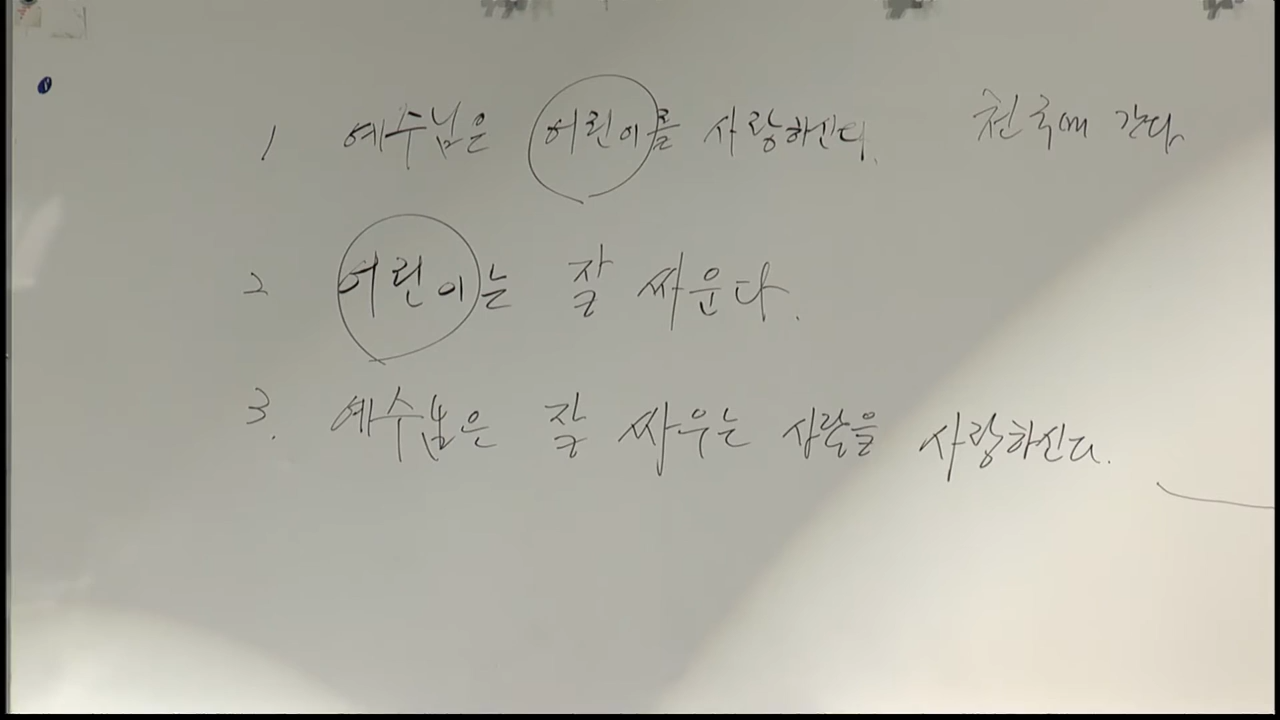 1 예수님은 어린이를 사랑하신다. 천국에 간다.
2 어린이는 잘 싸운다.
3. 예수님은 잘 싸우는 사람을 사랑하신다.